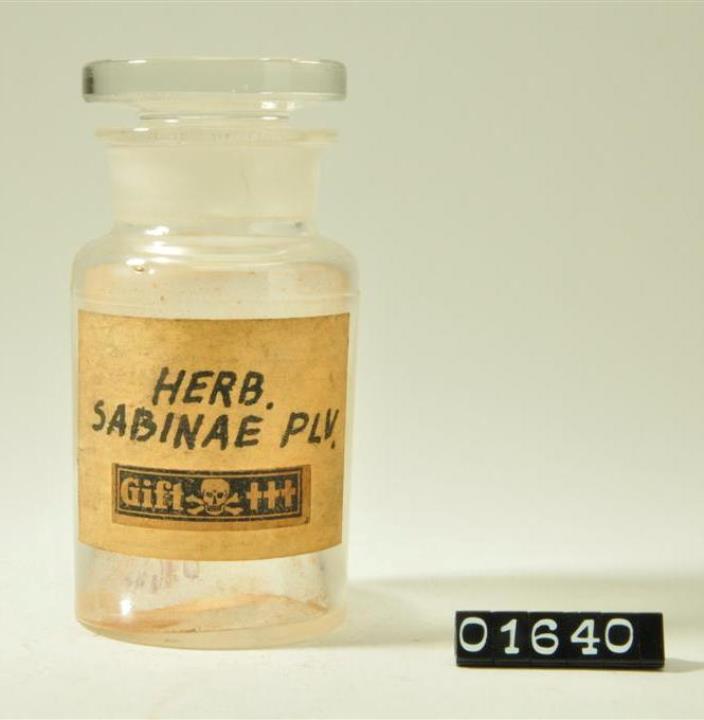 HERB.
SABINAE PLV.
Gift ☠ †††
01640